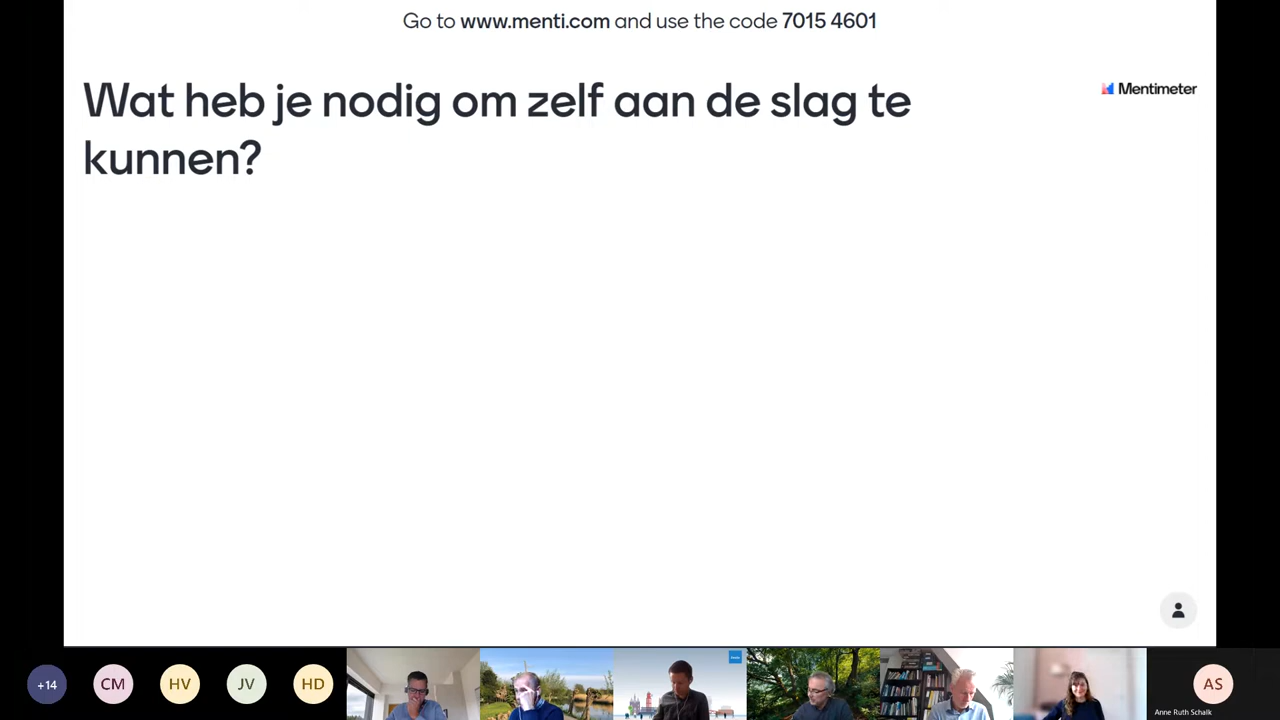 Go to www.menti.com and use the code 7015 4601
Wat heb je nodig om zelf aan de slag te
kunnen?
Mentimeter
+14
CM
HV
JV
HD
AS
Anne Ruth Schalk